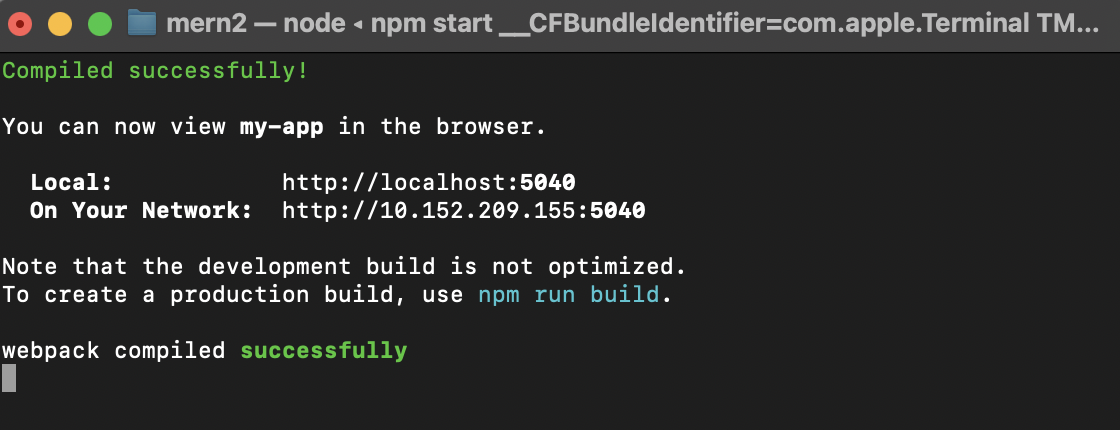 mern2 — node ◂ npm start __CFBundleIdentifier=com.apple.Terminal TM...
Compiled successfully!
You can now view my-app in the browser.
Local: http://localhost:5040
On Your Network: http://10.152.209.155:5040
Note that the development build is not optimized.
To create a production build, use npm run build.
webpack compiled successfully